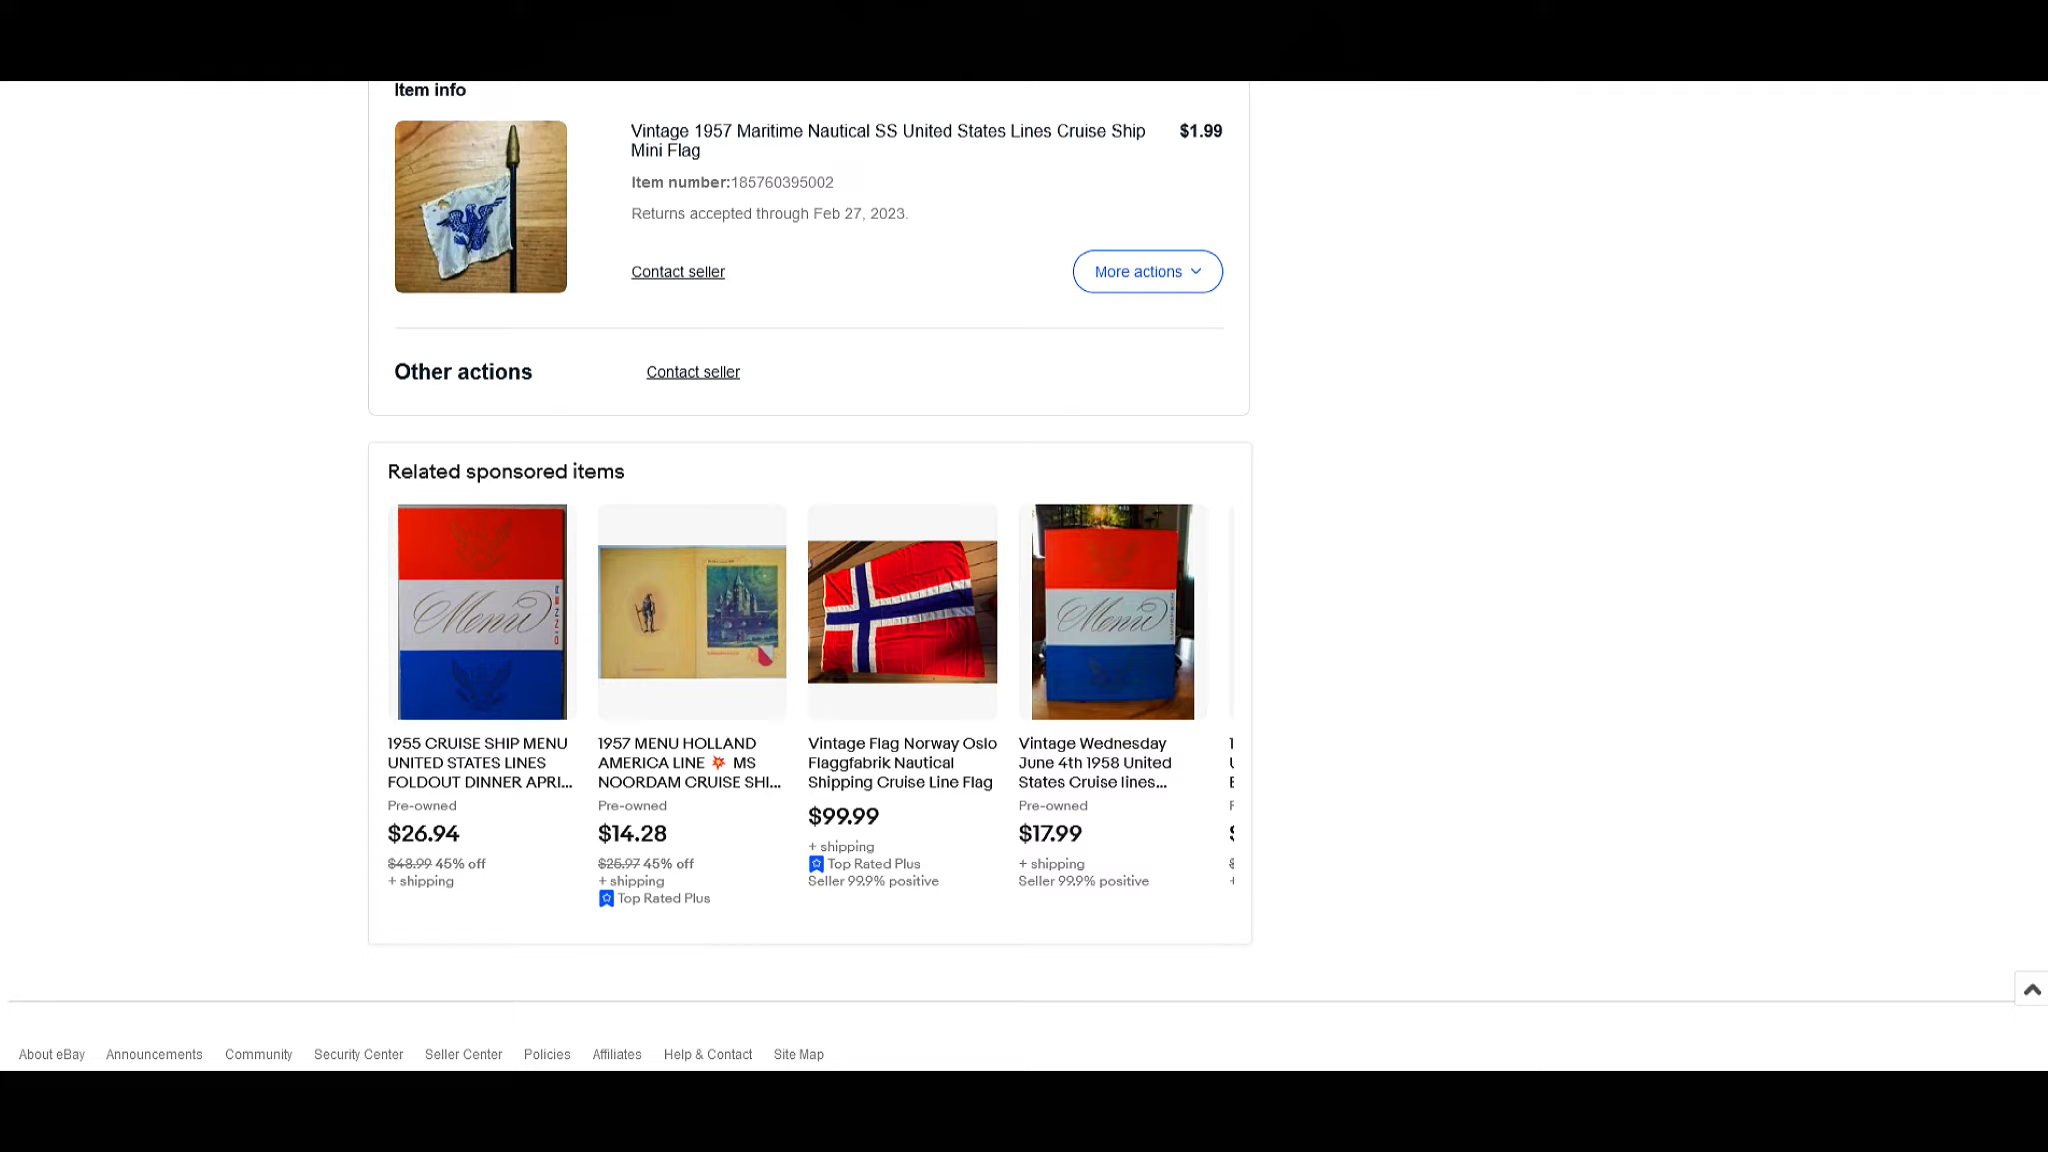 Item info
Vintage 1957 Maritime Nautical SS United States Lines Cruise Ship
Mini Flag
$1.99
Item number:185760395002
Returns accepted through Feb 27, 2023.
Contact seller
More actions
Other actions
Contact seller
Related sponsored items
Menu
DINNER
Menu
1955 CRUISE SHIP MENU
UNITED STATES LINES
FOLDOUT DINNER APRI...
Pre-owned
$26.94
$48.99 45% off
+ shipping
1957 MENU HOLLAND
AMERICA LINE 💥 MS
NOORDAM CRUISE SHI...
Pre-owned
$14.28
$25.97 45% off
+ shipping
Top Rated Plus
Vintage Flag Norway Oslo
Flaggfabrik Nautical
Shipping Cruise Line Flag
$99.99
+ shipping
Top Rated Plus
Seller 99.9% positive
Vintage Wednesday
June 4th 1958 United
States Cruise lines...
Pre-owned
$17.99
+ shipping
Seller 99.9% positive
About eBay
Announcements
Community
Security Center
Seller Center
Policies
Affiliates
Help & Contact
Site Map